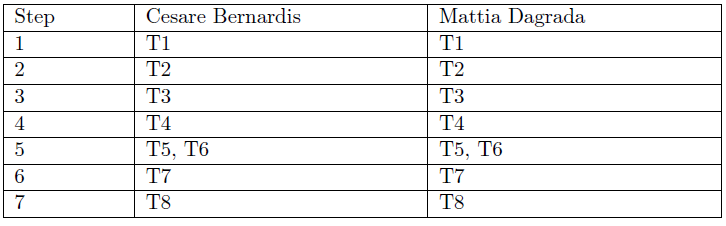 Step Cesare Bernardis Mattia Dagrada
1 T1 T1
2 T2 T2
3 T3 T3
4 T4 T4
5 T5, T6 T5, T6
6 T7 T7
7 T8 T8